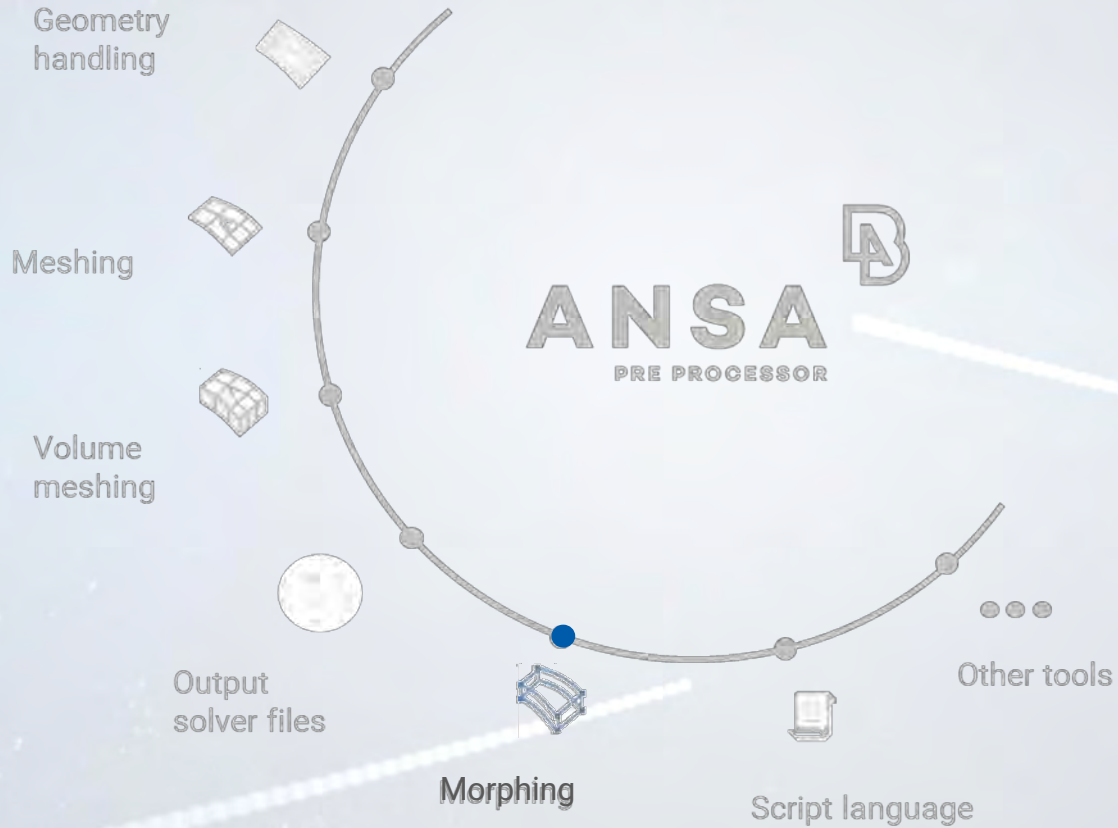 Geometry
handling
Meshing
ANSA
PRE PROCESSOR
Volume
meshing
Output
solver files
Morphing
Script language
Other tools